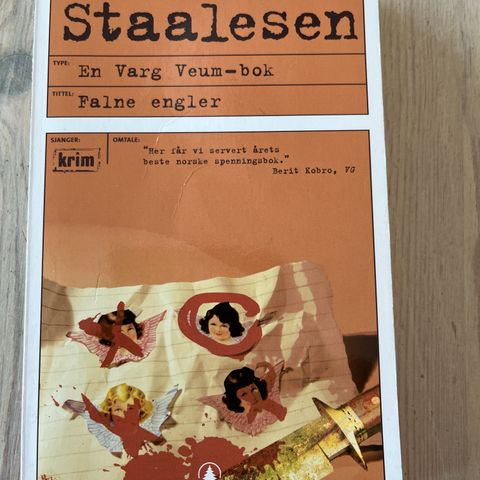 Staalesen
TYPE: En Varg Veum-bok
TITTEL: Falne engler
SJANGER: krim
OMTALE: "Her får vi servert årets
beste norske spenningsbok."
Berit Kobro, VG